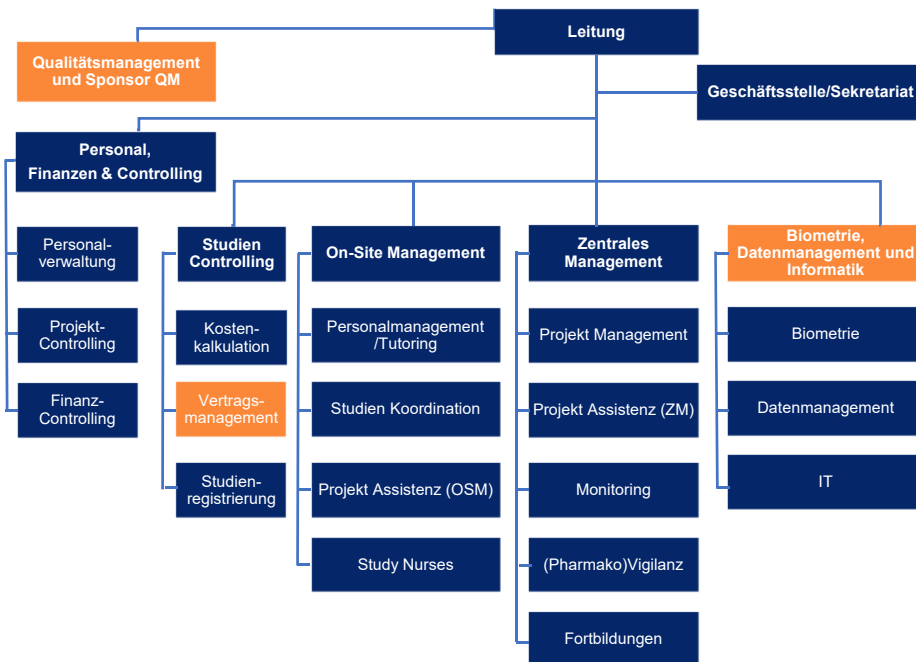 Leitung
Qualitätsmanagement
und Sponsor QM
Geschäftsstelle/Sekretariat
Personal,
Finanzen & Controlling
Personal-
verwaltung
Projekt-
Controlling
Finanz-
Controlling
Studien
Controlling
Kosten-
kalkulation
Vertrags-
management
Studien-
registrierung
On-Site Management
Personalmanagement
/Tutoring
Studien Koordination
Projekt Assistenz (OSM)
Study Nurses
Zentrales
Management
Projekt Management
Projekt Assistenz (ZM)
Monitoring
(Pharmako)Vigilanz
Fortbildungen
Biometrie,
Datenmanagement und
Informatik
Biometrie
Datenmanagement
IT